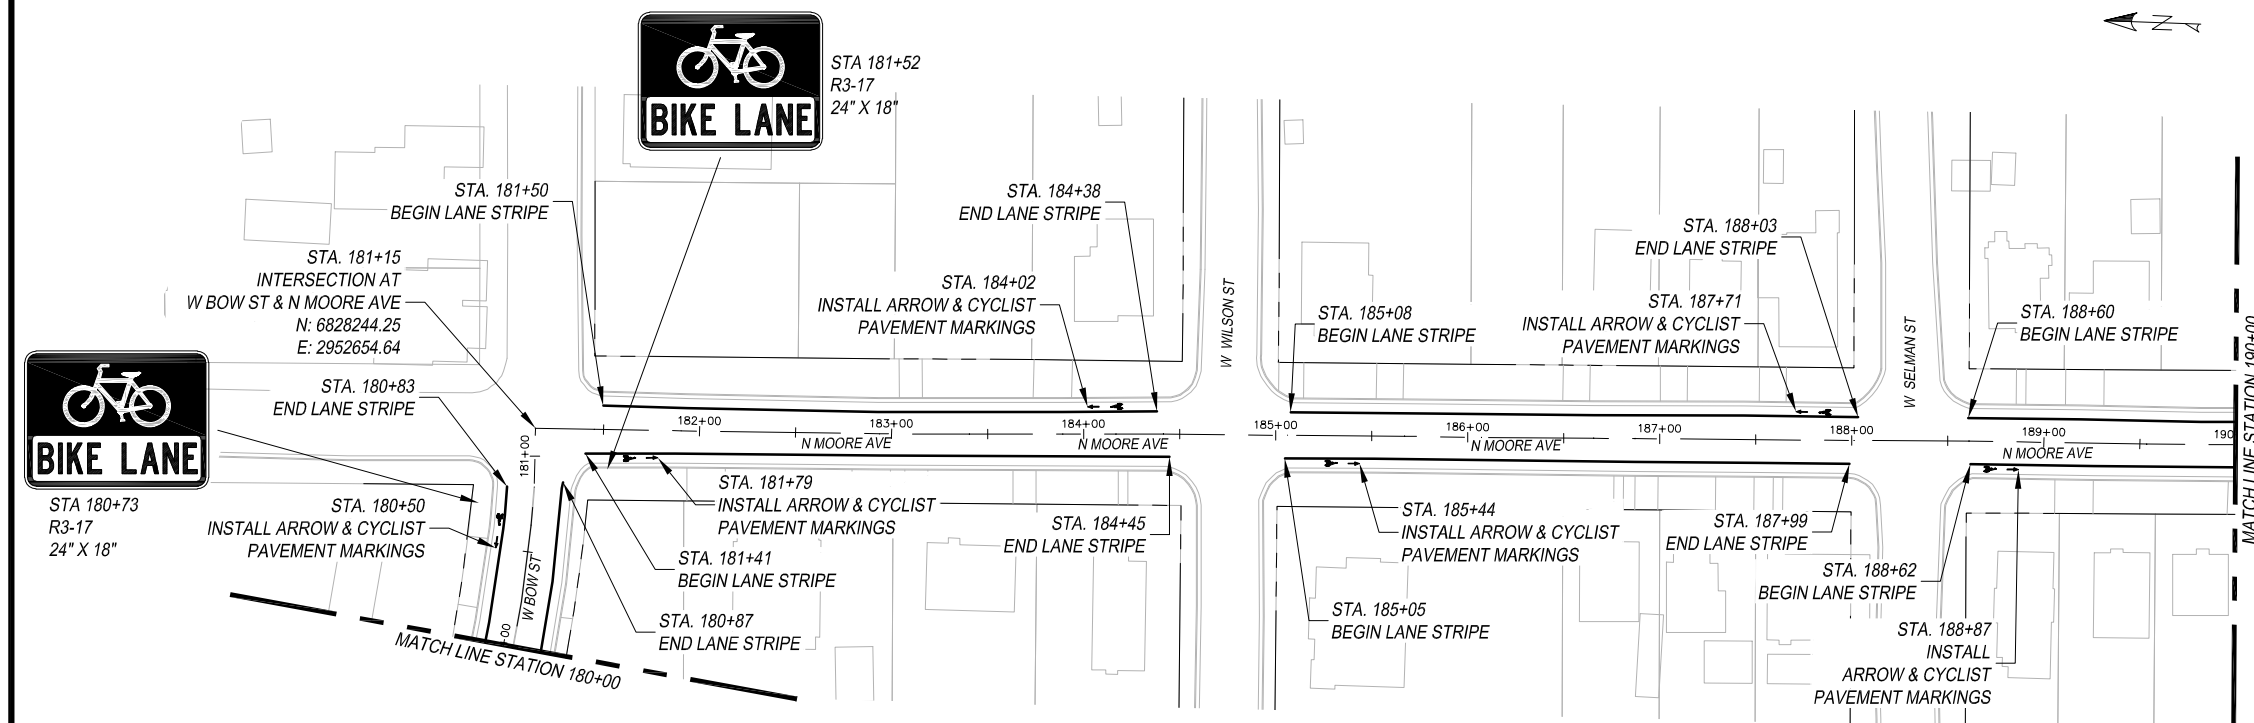 BIKE LANE
STA 181+52
R3-17
24" X 18"
N
STA. 181+50
BEGIN LANE STRIPE
STA. 184+38
END LANE STRIPE
STA. 188+03
END LANE STRIPE
STA. 181+15
INTERSECTION AT
W BOW ST & N MOORE AVE
N: 6828244.25
E: 2952654.64
STA. 184+02
INSTALL ARROW & CYCLIST
PAVEMENT MARKINGS
W WILSON ST
STA. 185+08
BEGIN LANE STRIPE
STA. 187+71
INSTALL ARROW & CYCLIST
PAVEMENT MARKINGS
W SELMAN ST
STA. 188+60
BEGIN LANE STRIPE
MATCH LINE STATION 190+00
BIKE LANE
STA 180+73
R3-17
24" X 18"
STA. 180+83
END LANE STRIPE
181+00
182+00
183+00
184+00
185+00
186+00
187+00
188+00
189+00
190
N MOORE AVE
N MOORE AVE
N MOORE AVE
N MOORE AVE
STA. 180+50
INSTALL ARROW & CYCLIST
PAVEMENT MARKINGS
STA. 181+79
INSTALL ARROW & CYCLIST
PAVEMENT MARKINGS
STA. 184+45
END LANE STRIPE
STA. 185+44
INSTALL ARROW & CYCLIST
PAVEMENT MARKINGS
STA. 187+99
END LANE STRIPE
STA. 181+41
BEGIN LANE STRIPE
STA. 188+62
BEGIN LANE STRIPE
W BOW ST
+00
STA. 180+87
END LANE STRIPE
STA. 185+05
BEGIN LANE STRIPE
STA. 188+87
INSTALL
ARROW & CYCLIST
PAVEMENT MARKINGS
MATCH LINE STATION 180+00